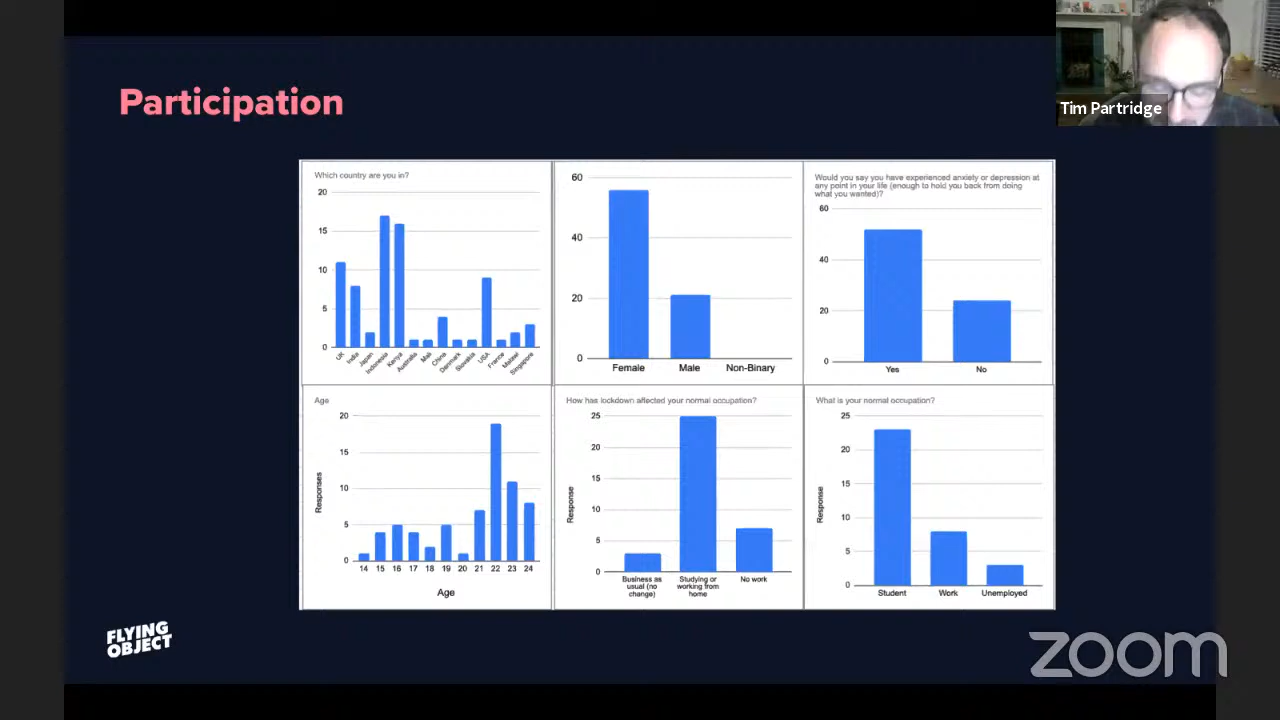 Participation
Tim Partridge
Which country are you in?
20
15
10
5
0
UK
India
Japan
Indonesia
Kenya
Australia
Mali
China
Denmark
Slovakia
USA
France
Singapore
60
40
20
0
Female
Male
Non-Binary
Would you say you have experienced anxiety or depression at
any point in your life (enough to hold you back from doing
what you wanted)?
60
40
20
0
Yes
No
Age
20
15
10
5
0
Responses
14 15 16 17 18 19 20 21 22 23 24
Age
How has lockdown affected your normal occupation?
25
20
15
10
5
0
Response
Business as
usual (no
change)
Studying or
working from
home
No work
What is your normal occupation?
25
20
15
10
5
0
Response
Student
Work
Unemployed
FLYING
OBJECT
zoom